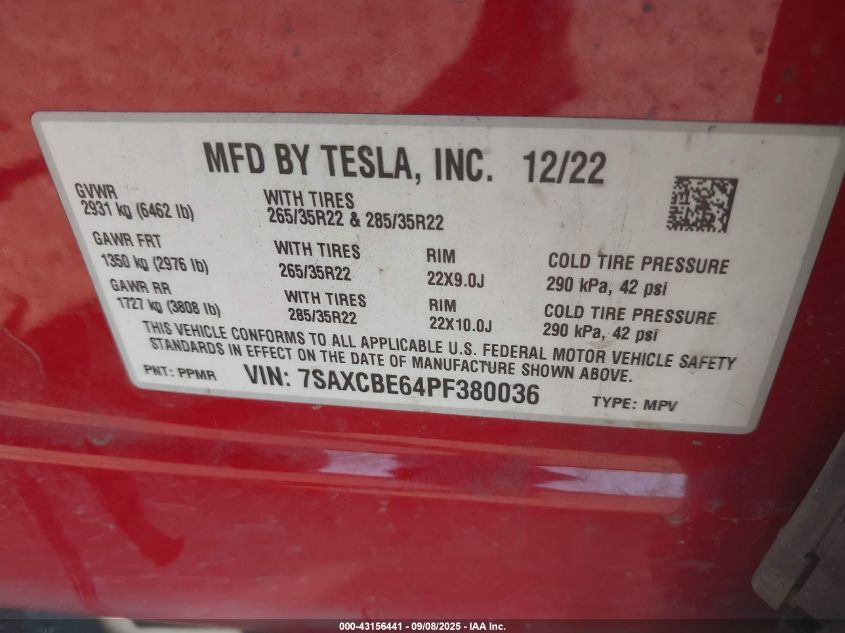 MFD BY TESLA, INC. 12/22
GVWR
2931 kg (6462 lb)
WITH TIRES
265/35R22 & 285/35R22
GAWR FRT
1350 kg (2976 lb)
WITH TIRES
265/35R22
RIM
22X9.0J
COLD TIRE PRESSURE
290 kPa, 42 psi
GAWR RR
1727 kg (3808 lb)
WITH TIRES
285/35R22
RIM
22X10.0J
COLD TIRE PRESSURE
290 kPa, 42 psi
THIS VEHICLE CONFORMS TO ALL APPLICABLE U.S. FEDERAL MOTOR VEHICLE SAFETY
STANDARDS IN EFFECT ON THE DATE OF MANUFACTURE SHOWN ABOVE.
PNT: PPMR VIN: 7SAXCBE64PF380036 TYPE: MPV
000-43156441 - 09/08/2025 - IAA Inc.